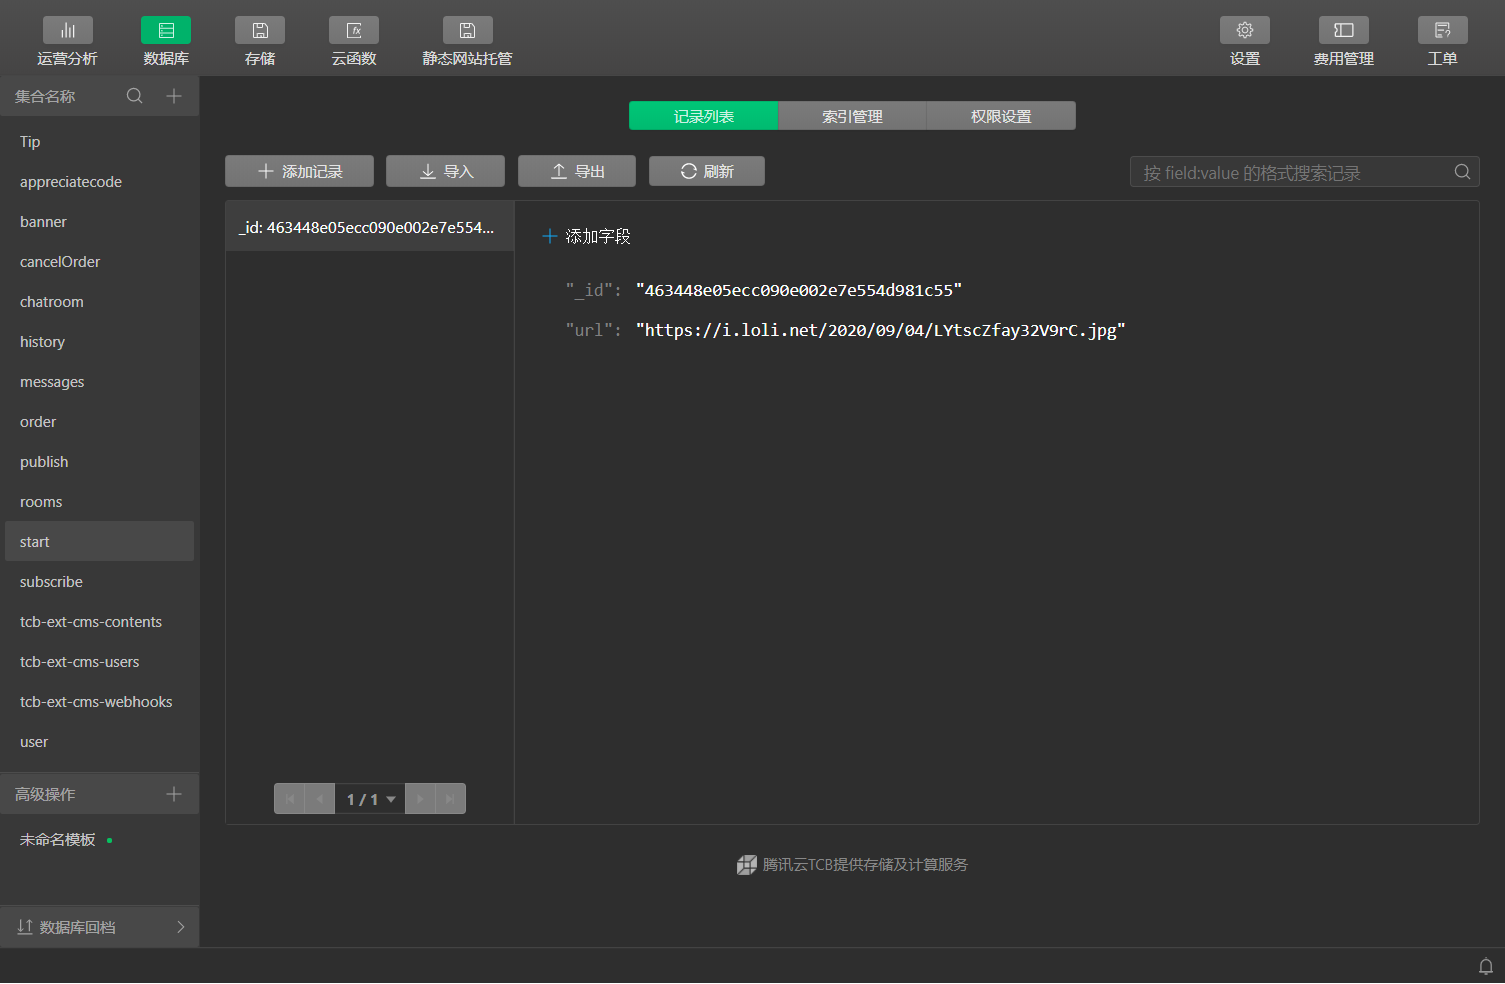 运营分析
数据库
存储
云函数
静态网站托管
设置
费用管理
工单
集合名称
Tip
appreciatecode
banner
cancelOrder
chatroom
history
messages
order
publish
rooms
start
subscribe
tcb-ext-cms-contents
tcb-ext-cms-users
tcb-ext-cms-webhooks
user
高级操作
未命名模板
数据库回档
记录列表
索引管理
权限设置
添加记录
导入
导出
刷新
按 field:value 的格式搜索记录
_id: 463448e05ecc090e002e7e554...
1 / 1
添加字段
"_id": "463448e05ecc090e002e7e554d981c55"
"url": "https://i.loli.net/2020/09/04/LYtscZfay32V9rC.jpg"
腾讯云TCB提供存储及计算服务